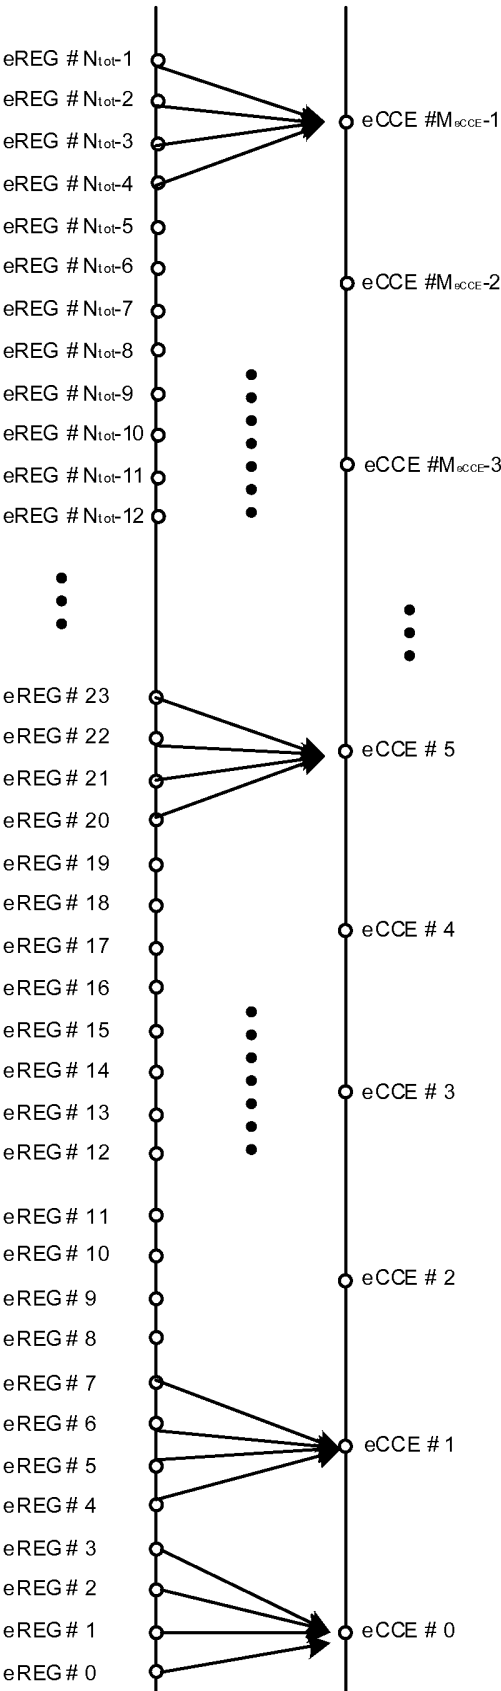 eREG #Ntot-1
eREG #Ntot-2
eCCE #MeCCE-1
eREG #Ntot-3
eREG #Ntot-4
eREG #Ntot-5
eREG #Ntot-6
eCCE #MeCCE-2
eREG #Ntot-7
eREG #Ntot-8
eREG #Ntot-9
eREG #Ntot-10
eCCE #MeCCE-3
eREG #Ntot-11
eREG #Ntot-12
eREG# 23
eREG# 22
eCCE # 5
eREG# 21
eREG# 20
eREG# 19
eREG# 18
eCCE # 4
eREG# 17
eREG# 16
eREG# 15
eREG# 14
eCCE # 3
eREG# 13
eREG# 12
eREG# 11
eREG# 10
eCCE # 2
eREG# 9
eREG# 8
eREG# 7
eREG# 6
eCCE # 1
eREG# 5
eREG# 4
eREG# 3
eREG# 2
eREG# 1
eCCE # 0
eREG# 0